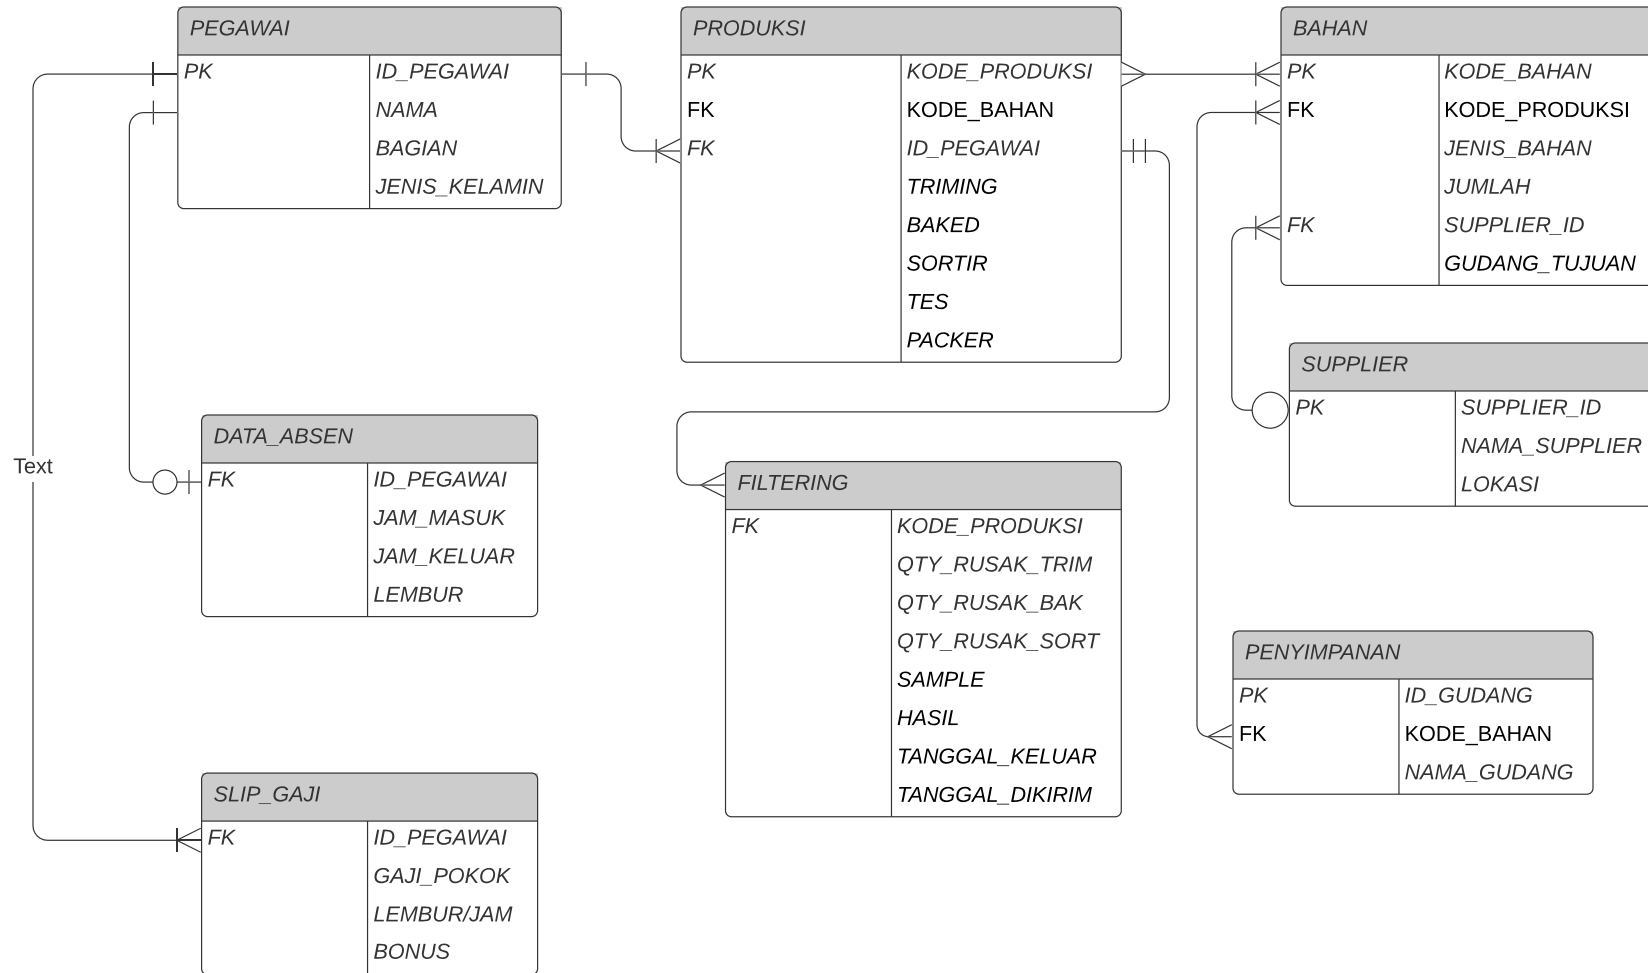 PEGAWAI
PK ID_PEGAWAI
NAMA
BAGIAN
JENIS_KELAMIN
PRODUKSI
PK KODE_PRODUKSI
FK KODE_BAHAN
FK ID_PEGAWAI
TRIMING
BAKED
SORTIR
TES
PACKER
BAHAN
PK KODE_BAHAN
FK KODE_PRODUKSI
JENIS_BAHAN
JUMLAH
FK SUPPLIER_ID
GUDANG_TUJUAN
SUPPLIER
PK SUPPLIER_ID
NAMA_SUPPLIER
LOKASI
Text
DATA_ABSEN
FK ID_PEGAWAI
JAM_MASUK
JAM_KELUAR
LEMBUR
FILTERING
FK KODE_PRODUKSI
QTY_RUSAK_TRIM
QTY_RUSAK_BAK
QTY_RUSAK_SORT
SAMPLE
HASIL
TANGGAL_KELUAR
TANGGAL_DIKIRIM
PENYIMPANAN
PK ID_GUDANG
FK KODE_BAHAN
NAMA_GUDANG
SLIP_GAJI
FK ID_PEGAWAI
GAJI_POKOK
LEMBUR/JAM
BONUS